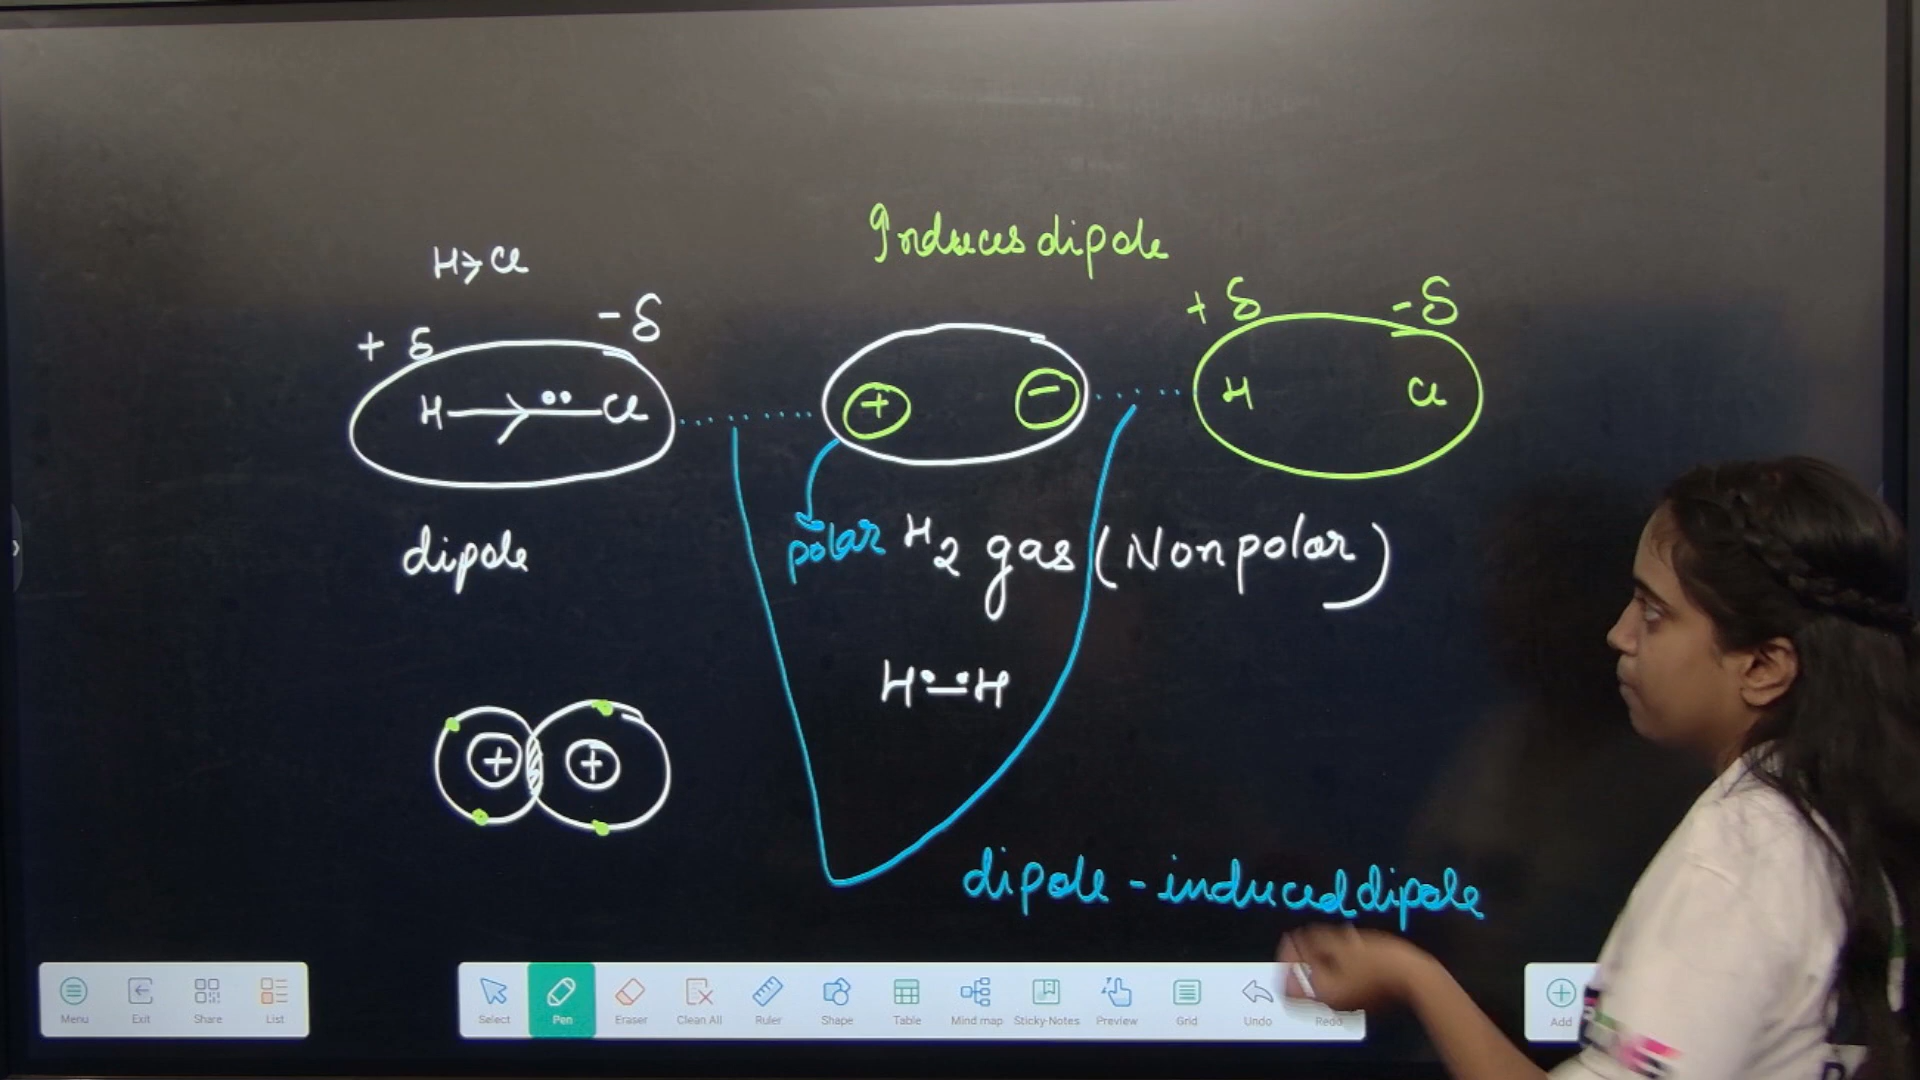 Induces dipole
H → Cl
+ δ - δ
+ δ - δ
H Cl
+ -
H Cl
dipole
polar
H2 gas (Nonpolar)
H - H
+ +
dipole - induced dipole
Menu Exit Share List Select Pen Eraser Clean All Ruler Shape Table Mind map Sticky-Notes Preview Grid Undo Redo Add